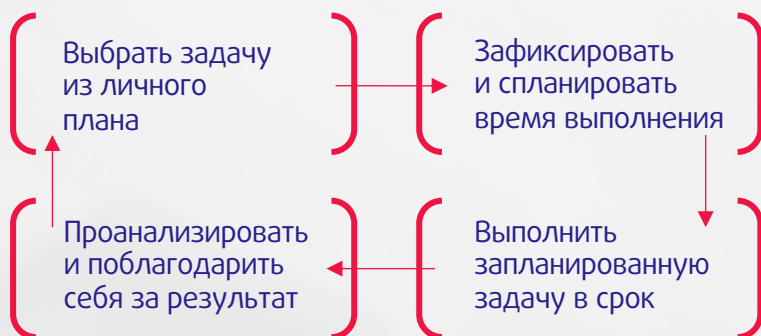 Выбрать задачу
из личного
плана
Зафиксировать
и спланировать
время выполнения
Проанализировать
и поблагодарить
себя за результат
Выполнить
запланированную
задачу в срок